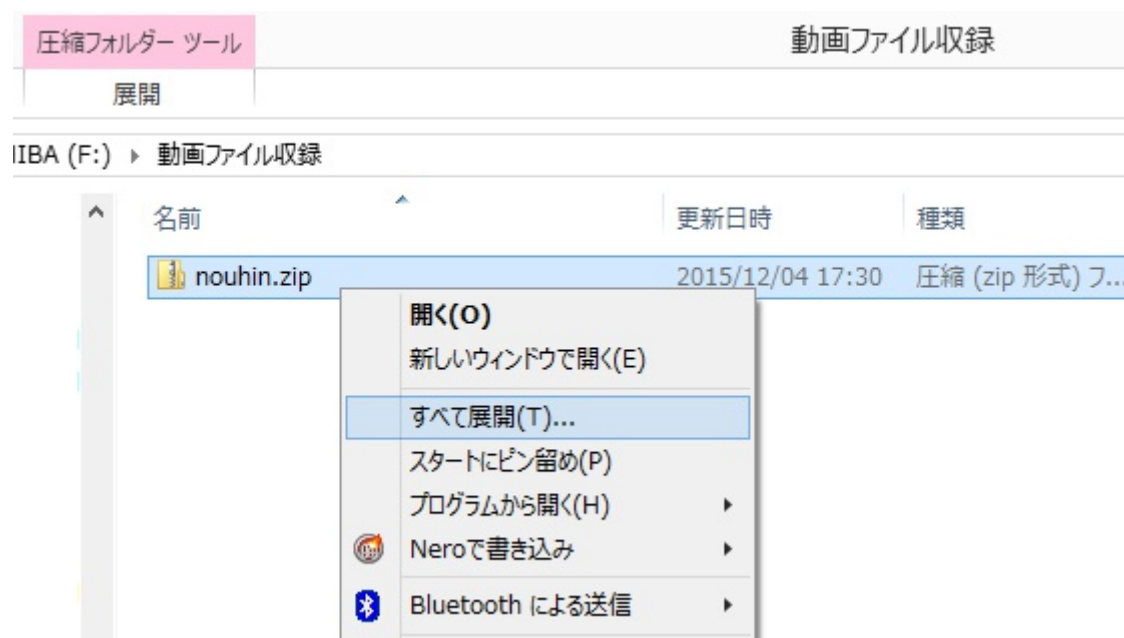 圧縮フォルダー ツール
動画ファイル収録
展開
IBA (F:) 動画ファイル収録
名前 更新日時 種類
nouhin.zip 2015/12/04 17:30 圧縮 (zip 形式) フ...
開く(O)
新しいウィンドウで開く(E)
すべて展開(T)...
スタートにピン留め(P)
プログラムから開く(H)
Neroで書き込み
Bluetooth による送信